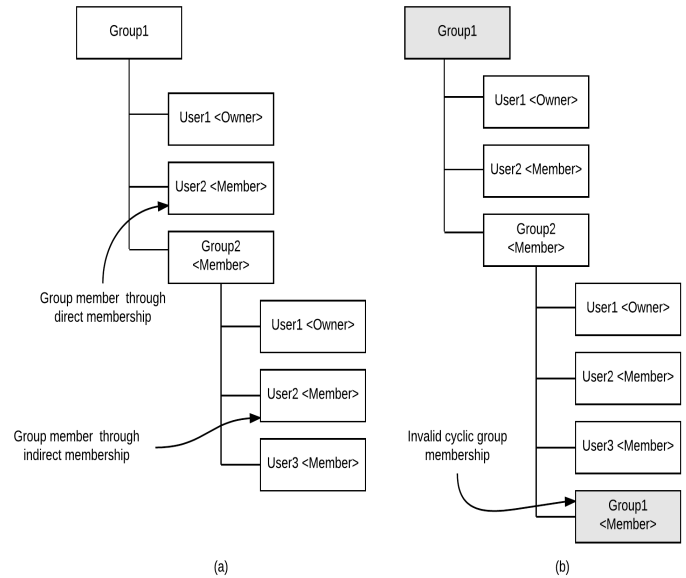 Group1
User1 <Owner>
User2 <Member>
Group2
<Member>
Group member through
direct membership
User1 <Owner>
User2 <Member>
Group member through
indirect membership
User3 <Member>
(a)
Group1
User1 <Owner>
User2 <Member>
Group2
<Member>
User1 <Owner>
User2 <Member>
Invalid cyclic group
membership
User3 <Member>
Group1
<Member>
(b)